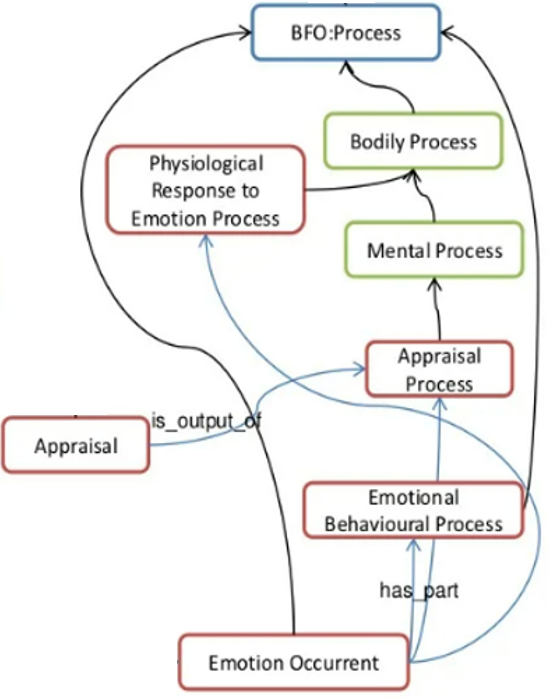 BFO:Process
Bodily Process
Physiological
Response to
Emotion Process
Mental Process
Appraisal
Process
is_output_of
Appraisal
Emotional
Behavioural Process
has_part
Emotion Occurrent